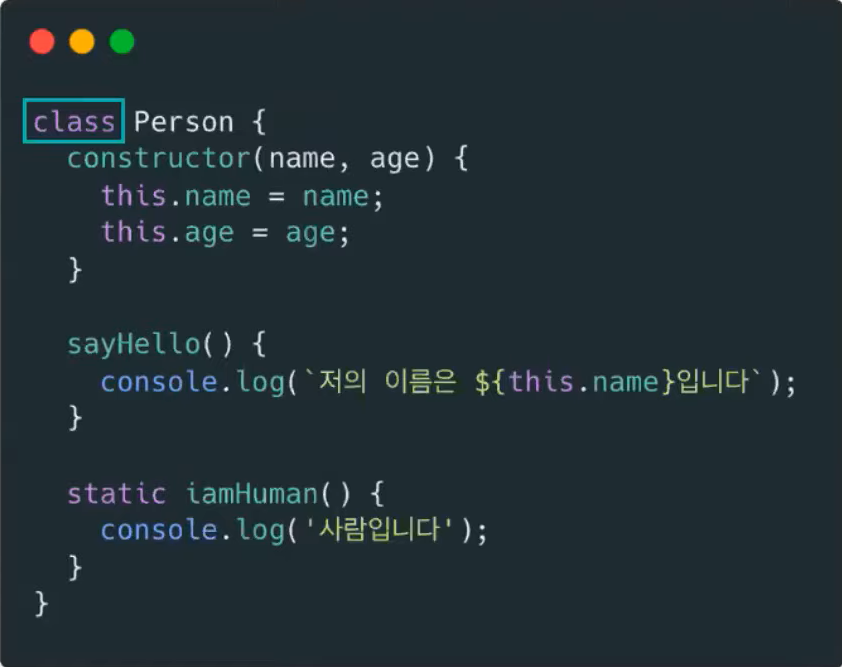 class Person {
constructor(name, age) {
this.name = name;
this.age = age;
}
sayHello() {
console.log(`저의 이름은 ${this.name}입니다`);
}
static iamHuman() {
console.log('사람입니다');
}
}